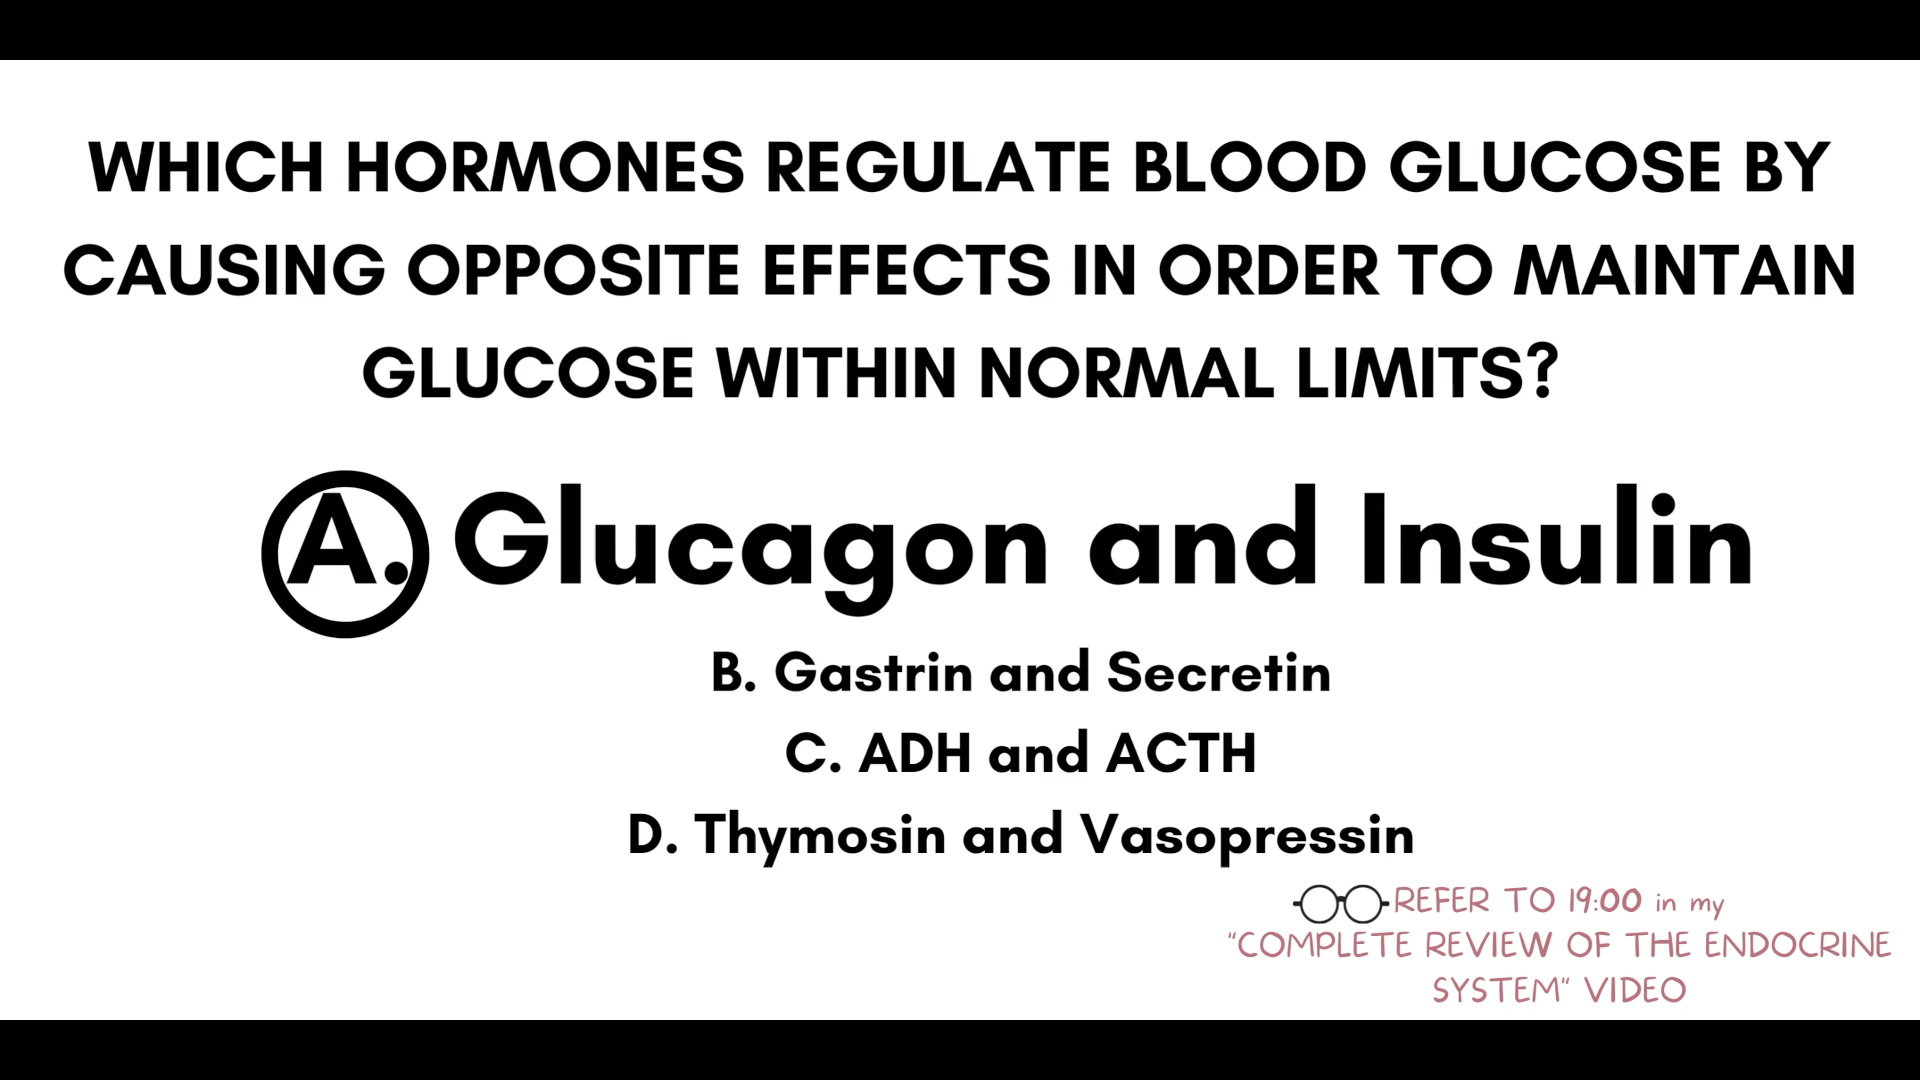 WHICH HORMONES REGULATE BLOOD GLUCOSE BY
CAUSING OPPOSITE EFFECTS IN ORDER TO MAINTAIN
GLUCOSE WITHIN NORMAL LIMITS?
A. Glucagon and Insulin
B. Gastrin and Secretin
C. ADH and ACTH
D. Thymosin and Vasopressin
REFER TO 19:00 in my
"COMPLETE REVIEW OF THE ENDOCRINE
SYSTEM" VIDEO